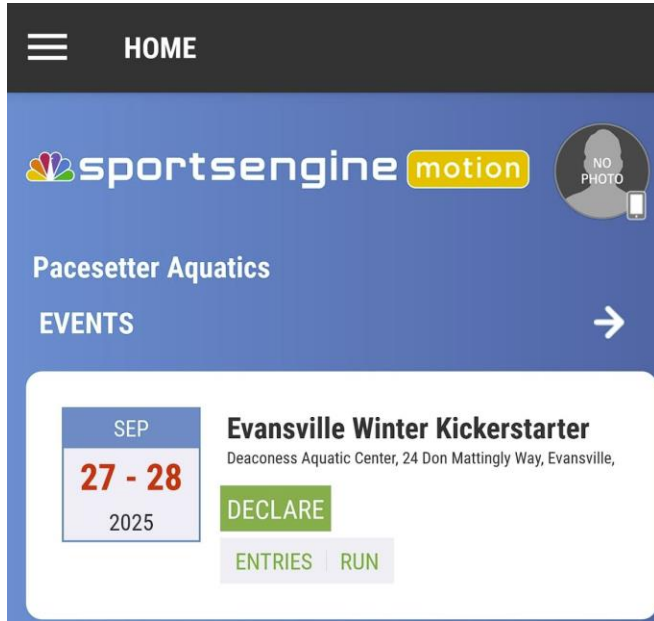 HOME
sportsengine motion
NO
PHOTO
Pacesetter Aquatics
EVENTS
SEP
27 - 28
2025
Evansville Winter Kickerstarter
Deaconess Aquatic Center, 24 Don Mattingly Way, Evansville,
DECLARE
ENTRIES RUN